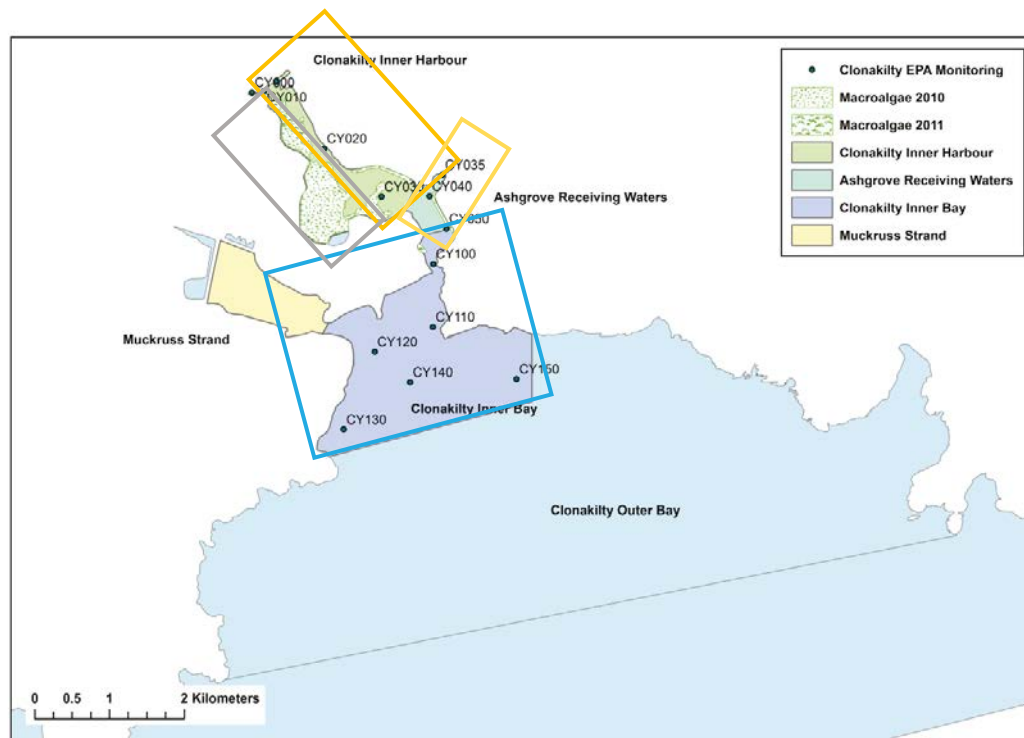 Clonakilty Inner Harbour
CY000
CY010
CY020
CY035
CY040
Ashgrove Receiving Waters
CY100
CY110
Muckruss Strand
CY120
CY140
CY150
Clonakilty Inner Bay
CY130
Clonakilty Outer Bay
0 0.5 1 2 Kilometers
Clonakilty EPA Monitoring
Macroalgae 2010
Macroalgae 2011
Clonakilty Inner Harbour
Ashgrove Receiving Waters
Clonakilty Inner Bay
Muckruss Strand